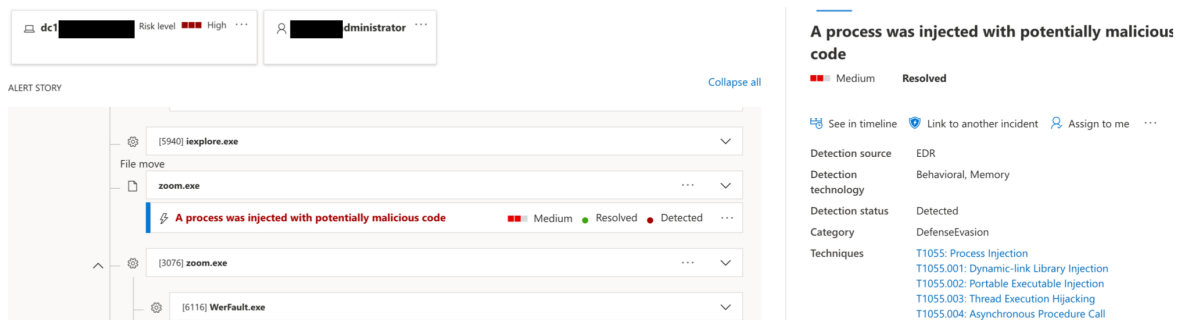 dc1 Risk level High ...
dministrator ...
ALERT STORY
Collapse all
[5940] iexplore.exe
File move
zoom.exe ...
A process was injected with potentially malicious code Medium Resolved Detected ...
[3076] zoom.exe ...
[6116] WerFault.exe
A process was injected with potentially malicious
code
Medium Resolved
See in timeline Link to another incident Assign to me ...
Detection source EDR
Detection Behavioral, Memory
technology
Detection status Detected
Category DefenseEvasion
Techniques T1055: Process Injection
T1055.001: Dynamic-link Library Injection
T1055.002: Portable Executable Injection
T1055.003: Thread Execution Hijacking
T1055.004: Asynchronous Procedure Call